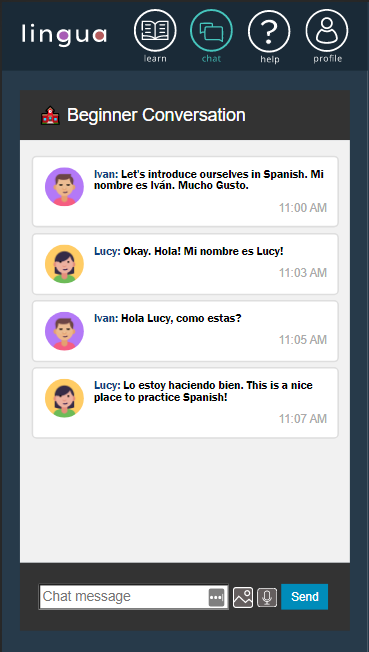 lingua
learn
chat
help
profile
Beginner Conversation
Ivan: Let's introduce ourselves in Spanish. Mi
nombre es Iván. Mucho Gusto.
11:00 AM
Lucy: Okay. Hola! Mi nombre es Lucy!
11:03 AM
Ivan: Hola Lucy, como estas?
11:05 AM
Lucy: Lo estoy haciendo bien. This is a nice
place to practice Spanish!
11:07 AM
Chat message
Send